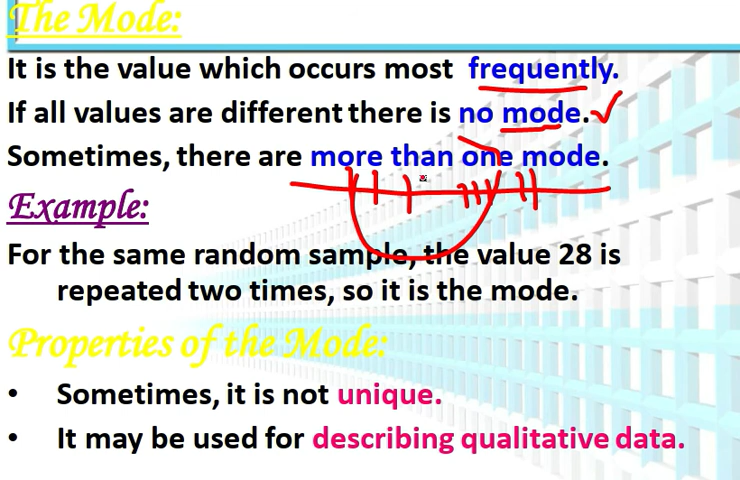 The Mode:
It is the value which occurs most frequently.
If all values are different there is no mode.
Sometimes, there are more than one mode.
Example:
For the same random sample, the value 28 is
repeated two times, so it is the mode.
Properties of the Mode:
• Sometimes, it is not unique.
• It may be used for describing qualitative data.